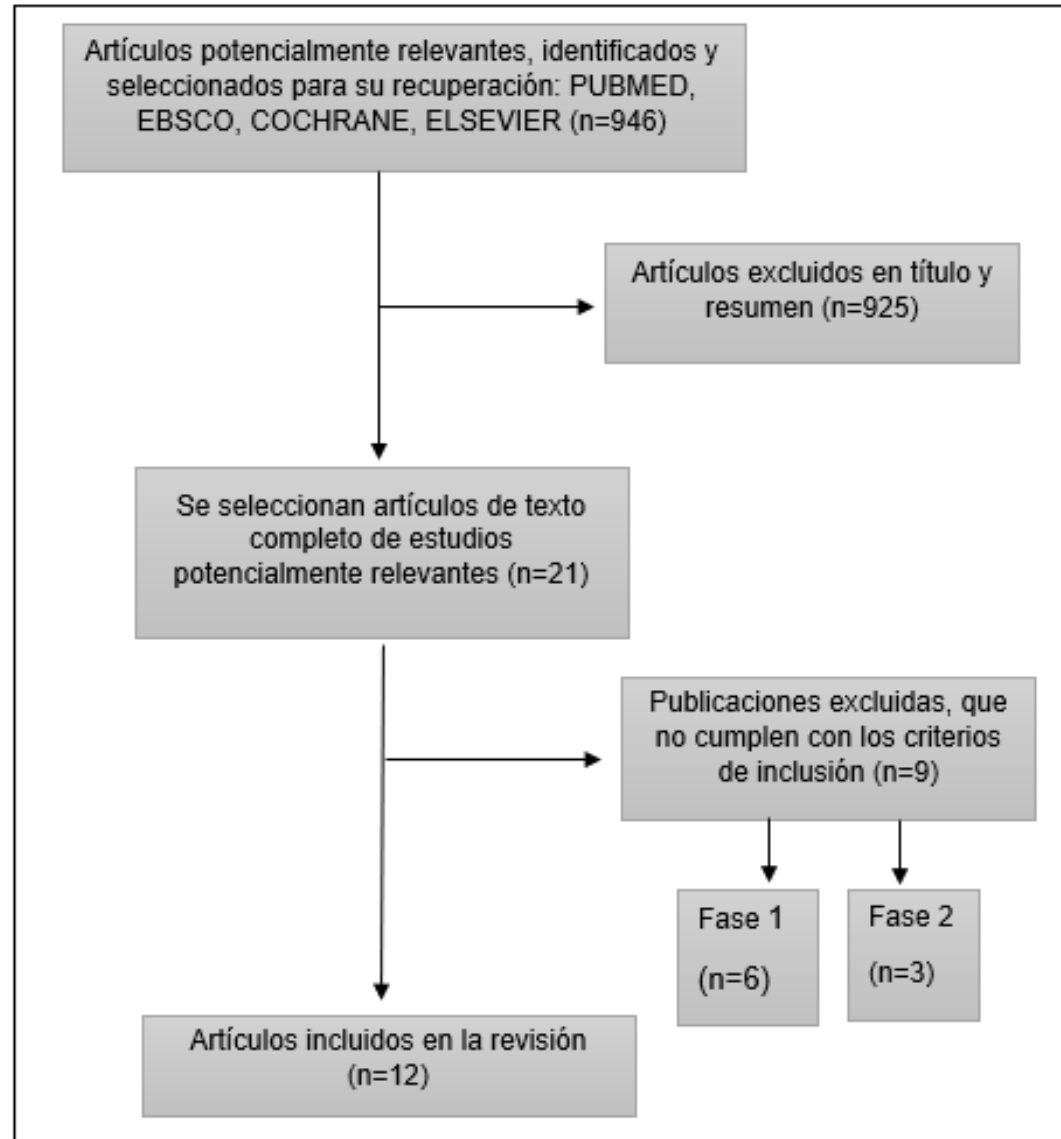 Artículos potencialmente relevantes, identificados y
seleccionados para su recuperación: PUBMED,
EBSCO, COCHRANE, ELSEVIER (n=946)
Artículos excluidos en título y
resumen (n=925)
Se seleccionan artículos de texto
completo de estudios
potencialmente relevantes (n=21)
Publicaciones excluidas, que
no cumplen con los criterios
de inclusión (n=9)
Fase 1
(n=6)
Fase 2
(n=3)
Artículos incluidos en la revisión
(n=12)